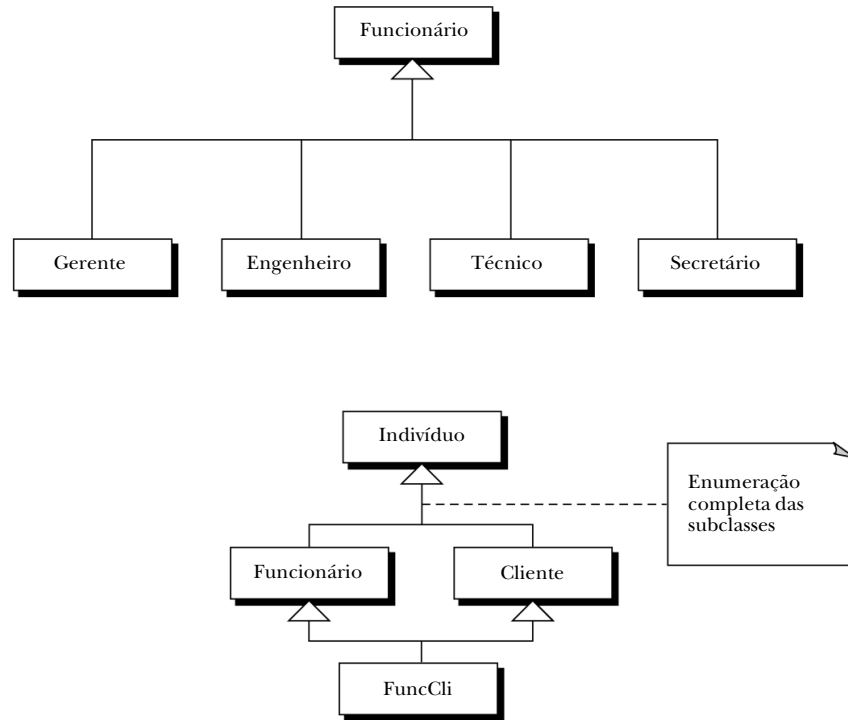 Funcionário
Gerente
Engenheiro
Técnico
Secretário
Indivíduo
Enumeração
completa das
subclasses
Funcionário
Cliente
FuncCli